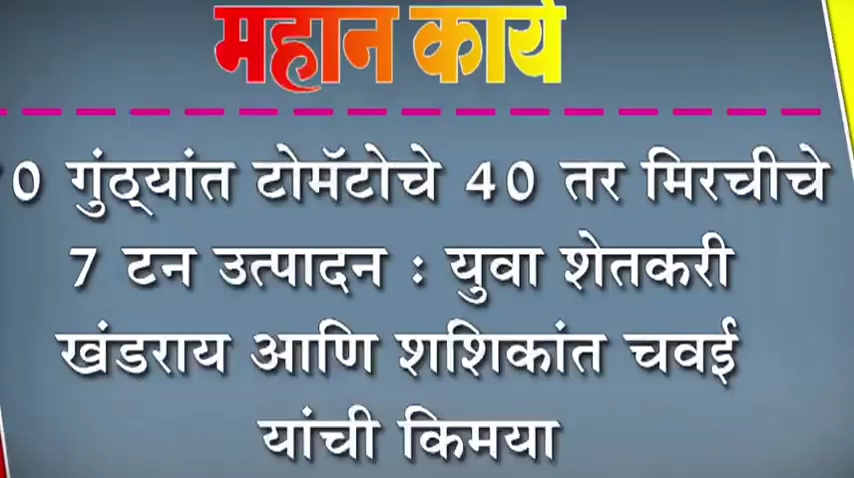 महान कार्य
0 गुंठ्यांत टोमॅटोचे 40 तर मिरचीचे
7 टन उत्पादन : युवा शेतकरी
खंडराय आणि शशिकांत चवई
यांची किमया